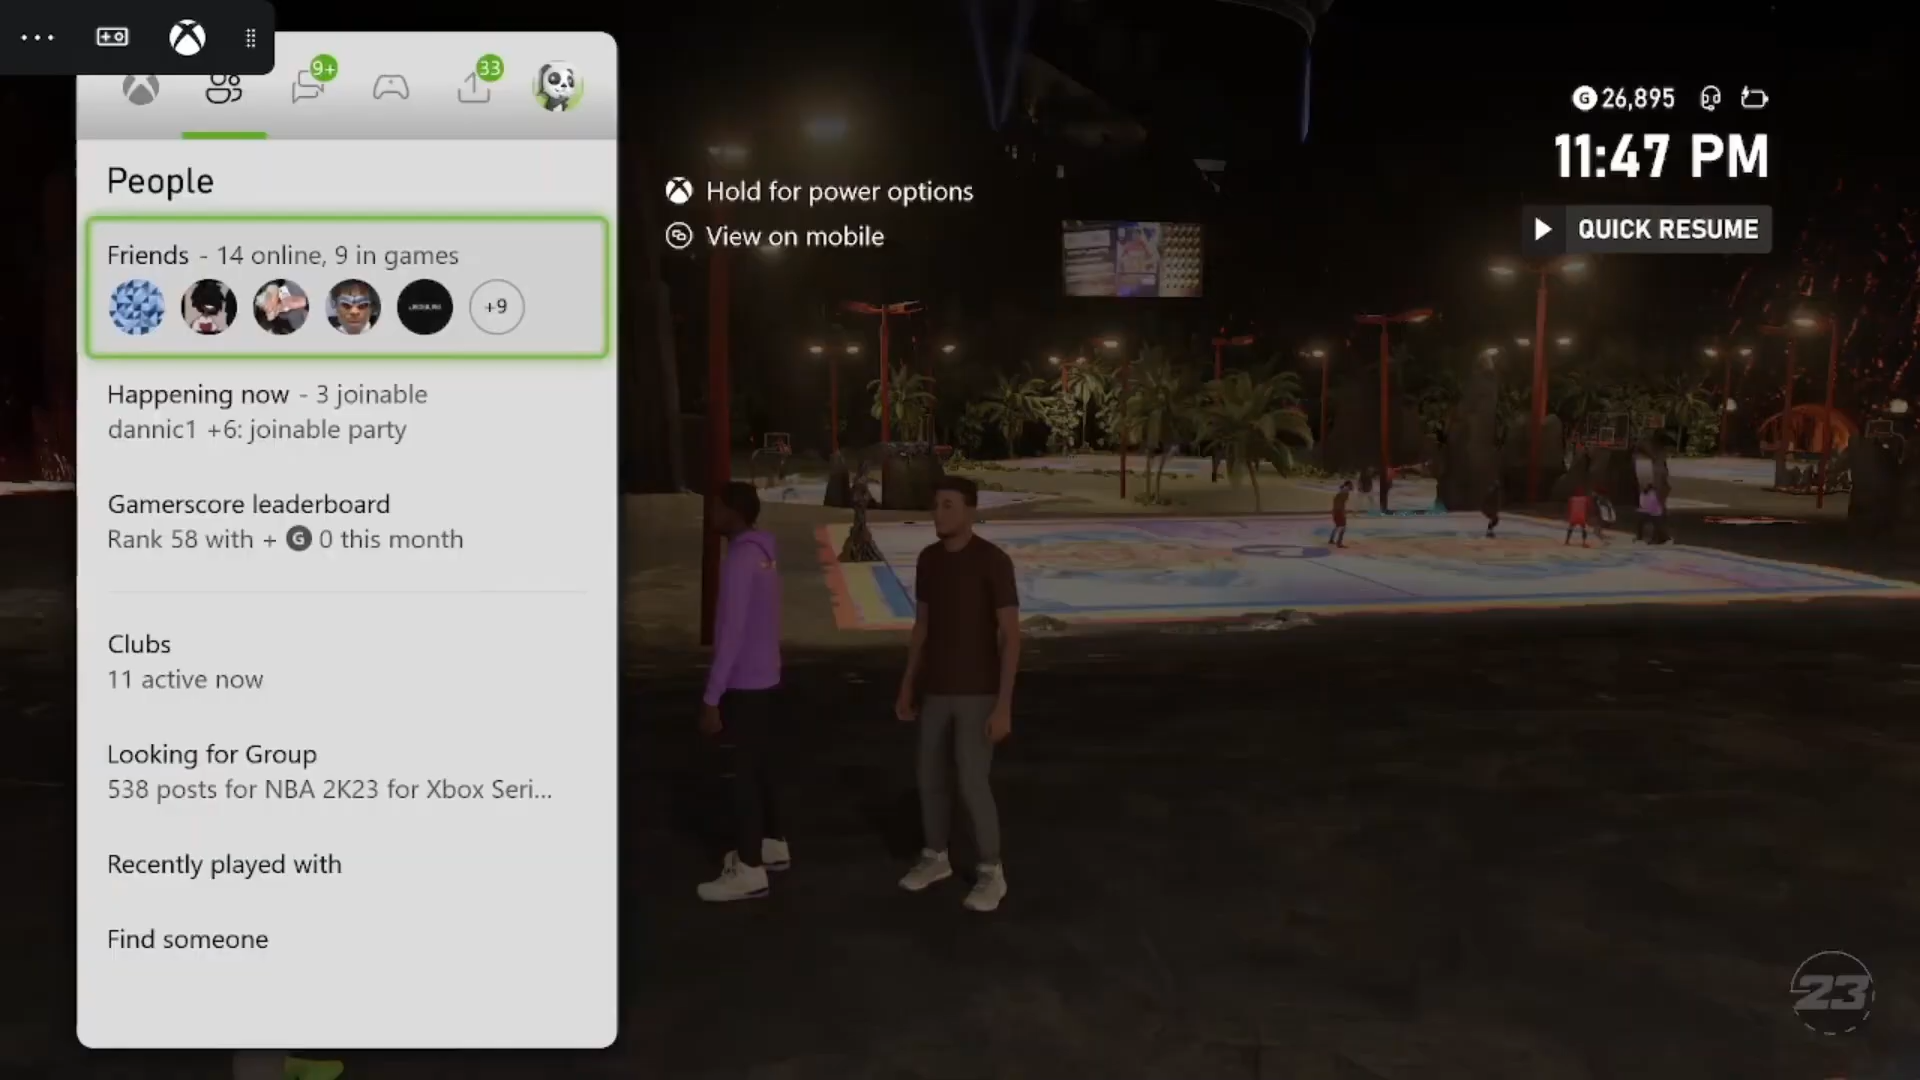 9+
33
People
Friends - 14 online, 9 in games
+9
Happening now - 3 joinable
dannic1 +6: joinable party
Gamerscore leaderboard
Rank 58 with + G 0 this month
Clubs
11 active now
Looking for Group
538 posts for NBA 2K23 for Xbox Seri...
Recently played with
Find someone
Hold for power options
View on mobile
G 26,895
11:47 PM
QUICK RESUME
23